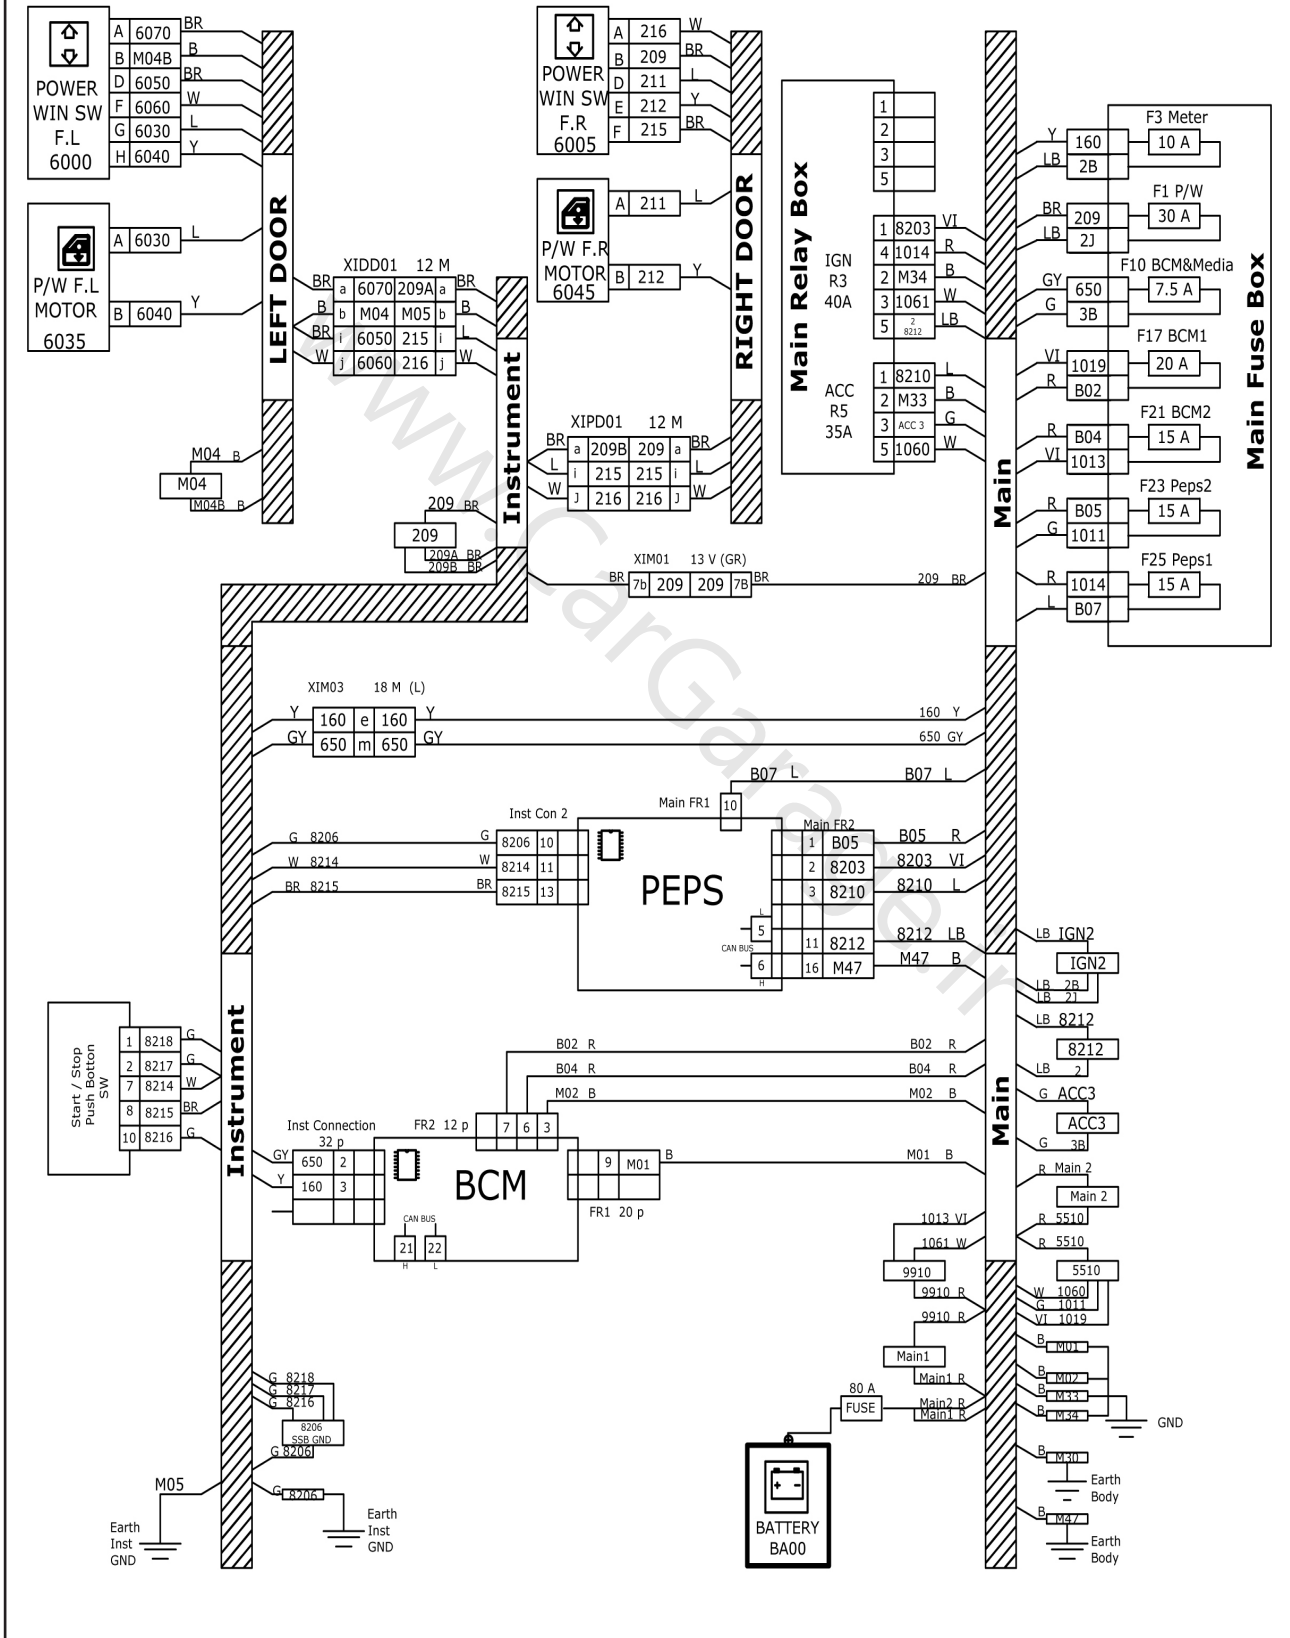 POWER
WIN SW
F.L
6000
A 6070 BR
B M04B B
D 6050 BR
F 6060 W
G 6030 L
H 6040 Y
P/W F.L
MOTOR
6035
A 6030 L
B 6040 Y
LEFT DOOR
XIDD01 12 M
BR a 6070 209A a BR
B b M04 M05 b B
BR i 6050 215 i L
W j 6060 216 j W
M04 B
M04
M04B B
POWER
WIN SW
F.R
6005
A 216 W
B 209 BR
D 211 L
E 212 Y
F 215 BR
P/W F.R
MOTOR
6045
A 211 L
B 212 Y
RIGHT DOOR
XIPD01 12 M
BR a 209B 209 a BR
L i 215 215 i L
W J 216 216 J W
209 BR
209
209A BR
209B BR
Instrument
XIM01 13 V (GR)
BR 7b 209 209 7B BR
209 BR
Main Relay Box
1
2
3
5
IGN
R3
40A
1 8203 VI
4 1014 R
2 M34 B
3 1061 W
5 2 8212 LB
ACC
R5
35A
1 8210 L
2 M33 B
3 ACC 3 G
5 1060 W
Main
Main Fuse Box
F3 Meter
Y 160 10 A
LB 2B
F1 P/W
BR 209 30 A
LB 2J
F10 BCM&Media
GY 650 7.5 A
G 3B
F17 BCM1
VI 1019 20 A
R B02
F21 BCM2
R B04 15 A
VI 1013
F23 Peps2
R B05 15 A
G 1011
F25 Peps1
R 1014 15 A
L B07
XIM03 18 M (L)
Y 160 e 160 Y
GY 650 m 650 GY
160 Y
650 GY
B07 L
B07 L
Main FR1 10
Inst Con 2
G 8206 G 8206 10
W 8214 W 8214 11
BR 8215 BR 8215 13
PEPS
Main FR2
1 B05 B05 R
2 8203 8203 VI
3 8210 8210 L
11 8212 8212 LB
16 M47 M47 B
L
5
CAN BUS
6
H
www.CarGarage.ir
LB IGN2
IGN2
LB 2B
LB 2J
LB 8212
8212
LB 2
G ACC3
ACC3
G 3B
R Main 2
Main 2
R 5510
R 5510
5510
W 1060
G 1011
VI 1019
Start / Stop
Push Botton
SW
1 8218 G
2 8217 G
7 8214 W
8 8215 BR
10 8216 G
Instrument
B02 R
B02 R
B04 R
B04 R
M02 B
M02 B
Inst Connection
32 p
GY 650 2
Y 160 3
FR2 12 p
7 6 3
BCM
9 M01 B
M01 B
FR1 20 p
CAN BUS
21 22
H L
Main
1013 VI
1061 W
9910
9910 R
9910 R
Main1
Main1 R
Main2 R
Main1 R
80 A
FUSE
BATTERY
BA00
B M01
B M02
B M33
B M34
GND
B M30
Earth
Body
B M47
Earth
Body
G 8218
G 8217
G 8216
8206
SSB GND
G 8206
G 8206
Earth
Inst
GND
M05
Earth
Inst
GND